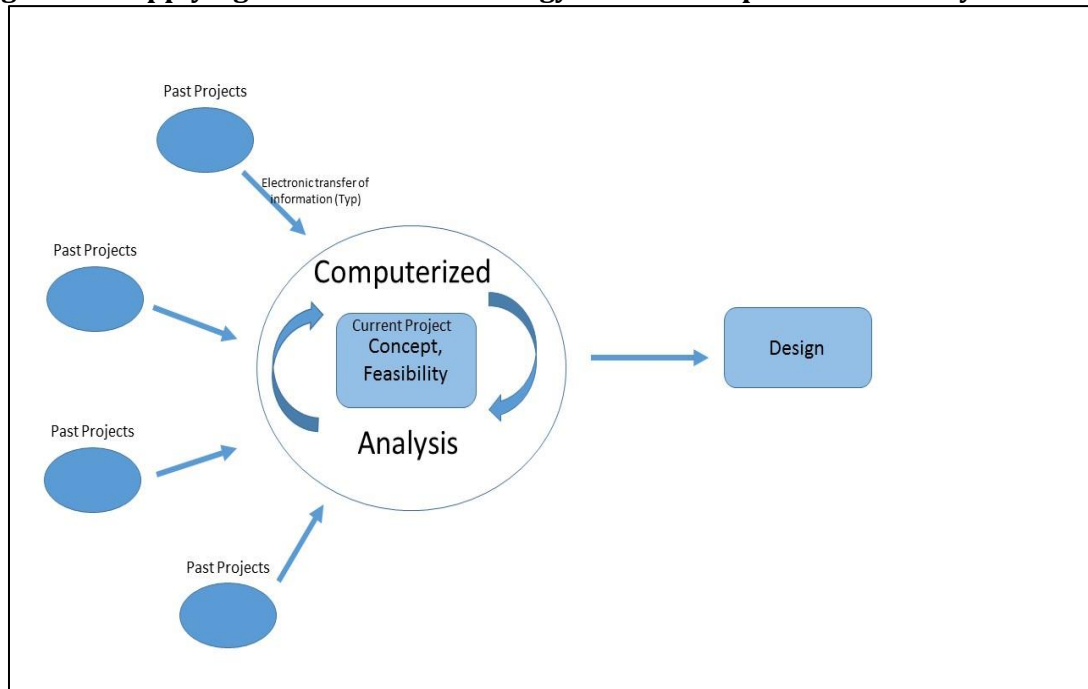 Past Projects
Electronic transfer of
information (Typ)
Past Projects
Computerized
Current Project
Concept,
Feasibility
Design
Past Projects
Analysis
Past Projects